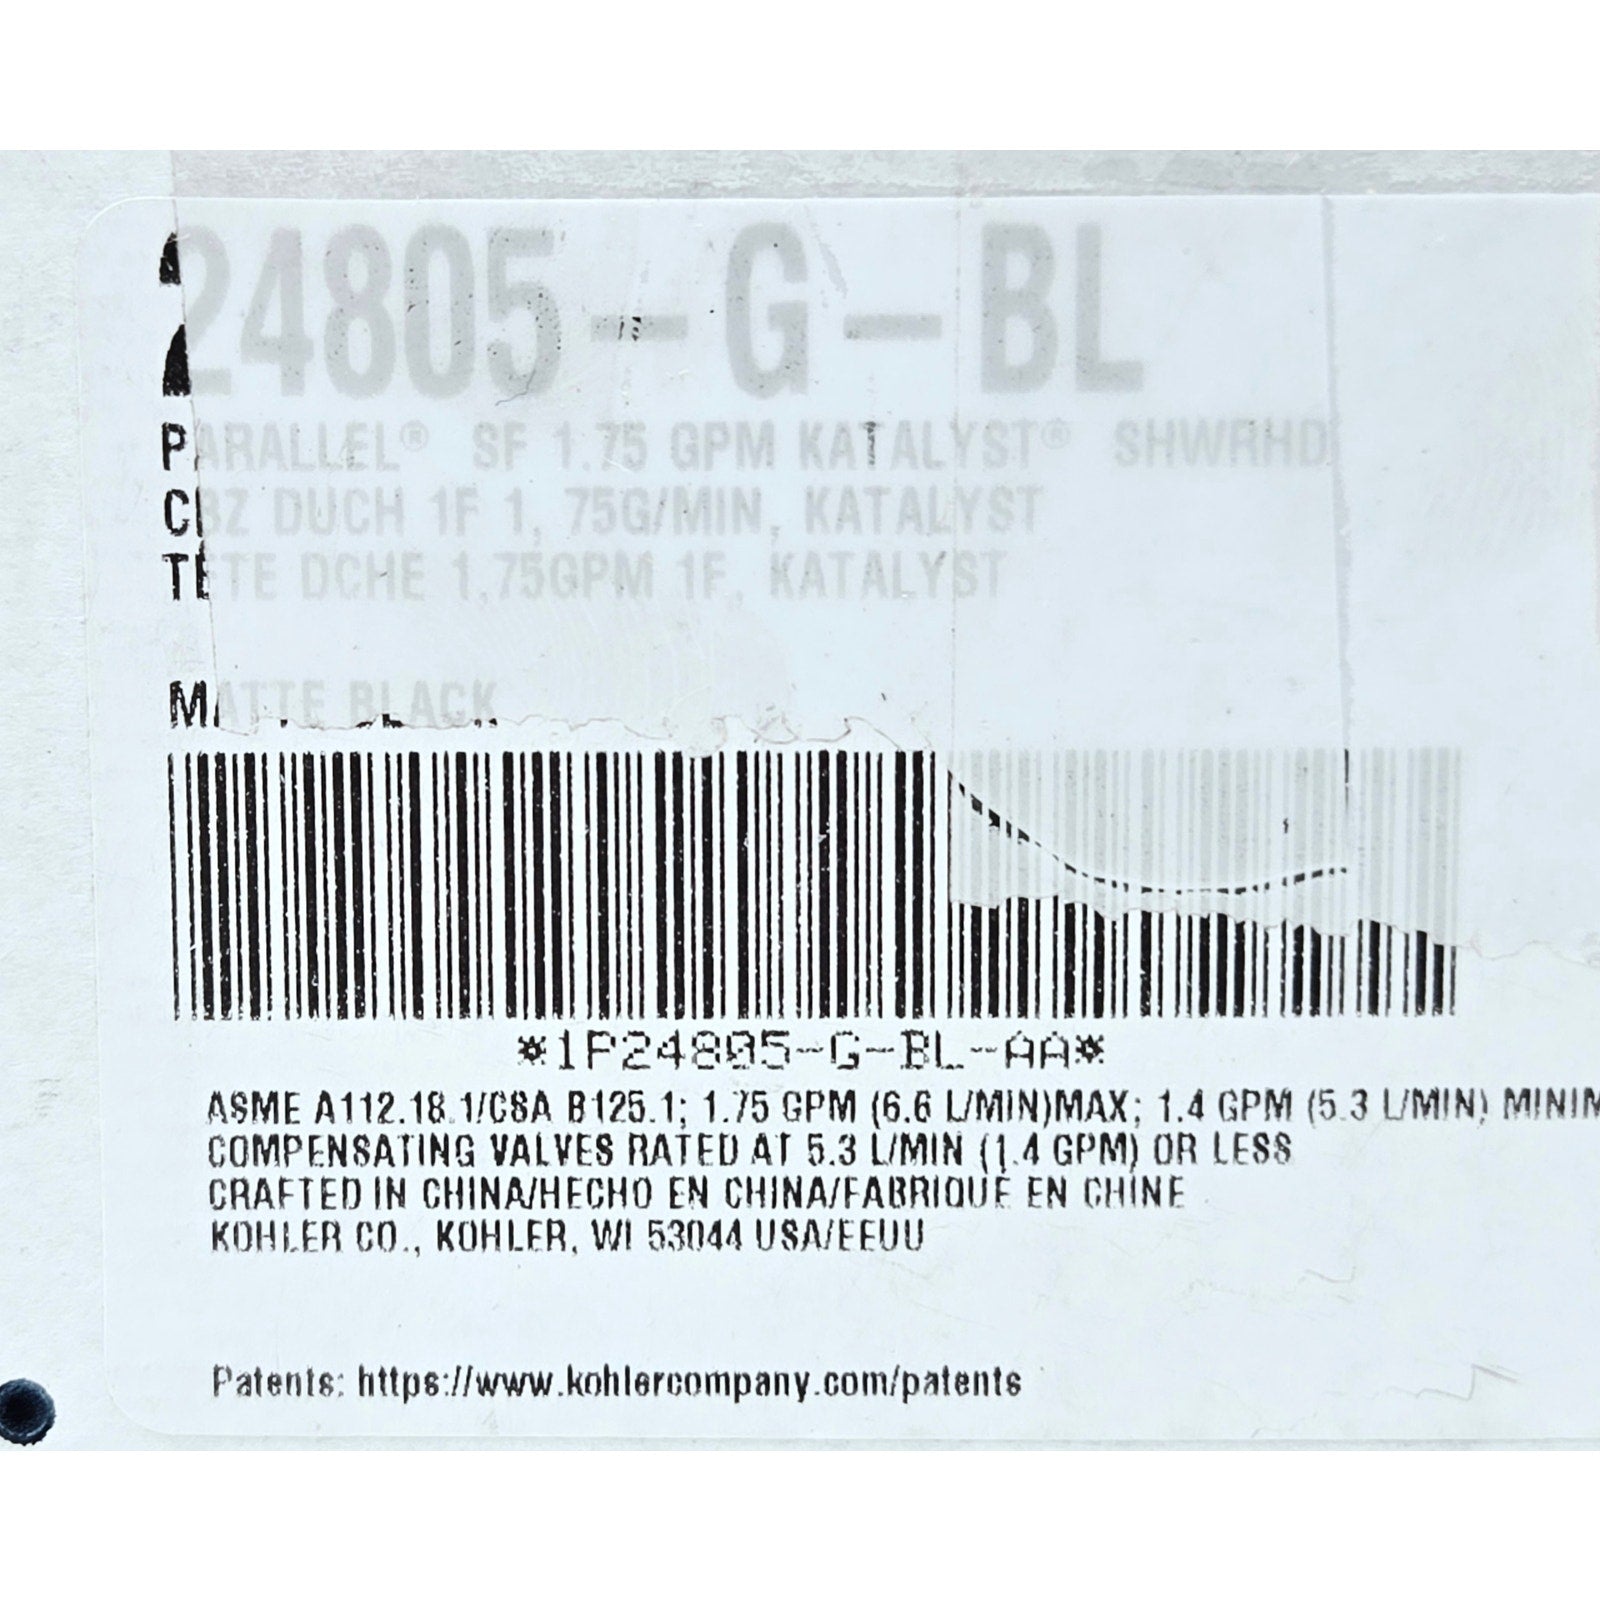 24805-G-BL
PARALLEL® SF 1.75 GPM KATALYST® SHWRHD
CBZ DUCH 1F 1, 75G/MIN, KATALYST
TETE DCHE 1.75GPM 1F, KATALYST
MATTE BLACK
*1P24805-G-BL-AA*
ASME A112.18.1/CSA B125.1; 1.75 GPM (6.6 L/MIN)MAX; 1.4 GPM (5.3 L/MIN) MINIM
COMPENSATING VALVES RATED AT 5.3 L/MIN (1.4 GPM) OR LESS
CRAFTED IN CHINA/HECHO EN CHINA/FABRIQUE EN CHINE
KOHLER CO., KOHLER, WI 53044 USA/EEUU
Patents: https://www.kohlercompany.com/patents